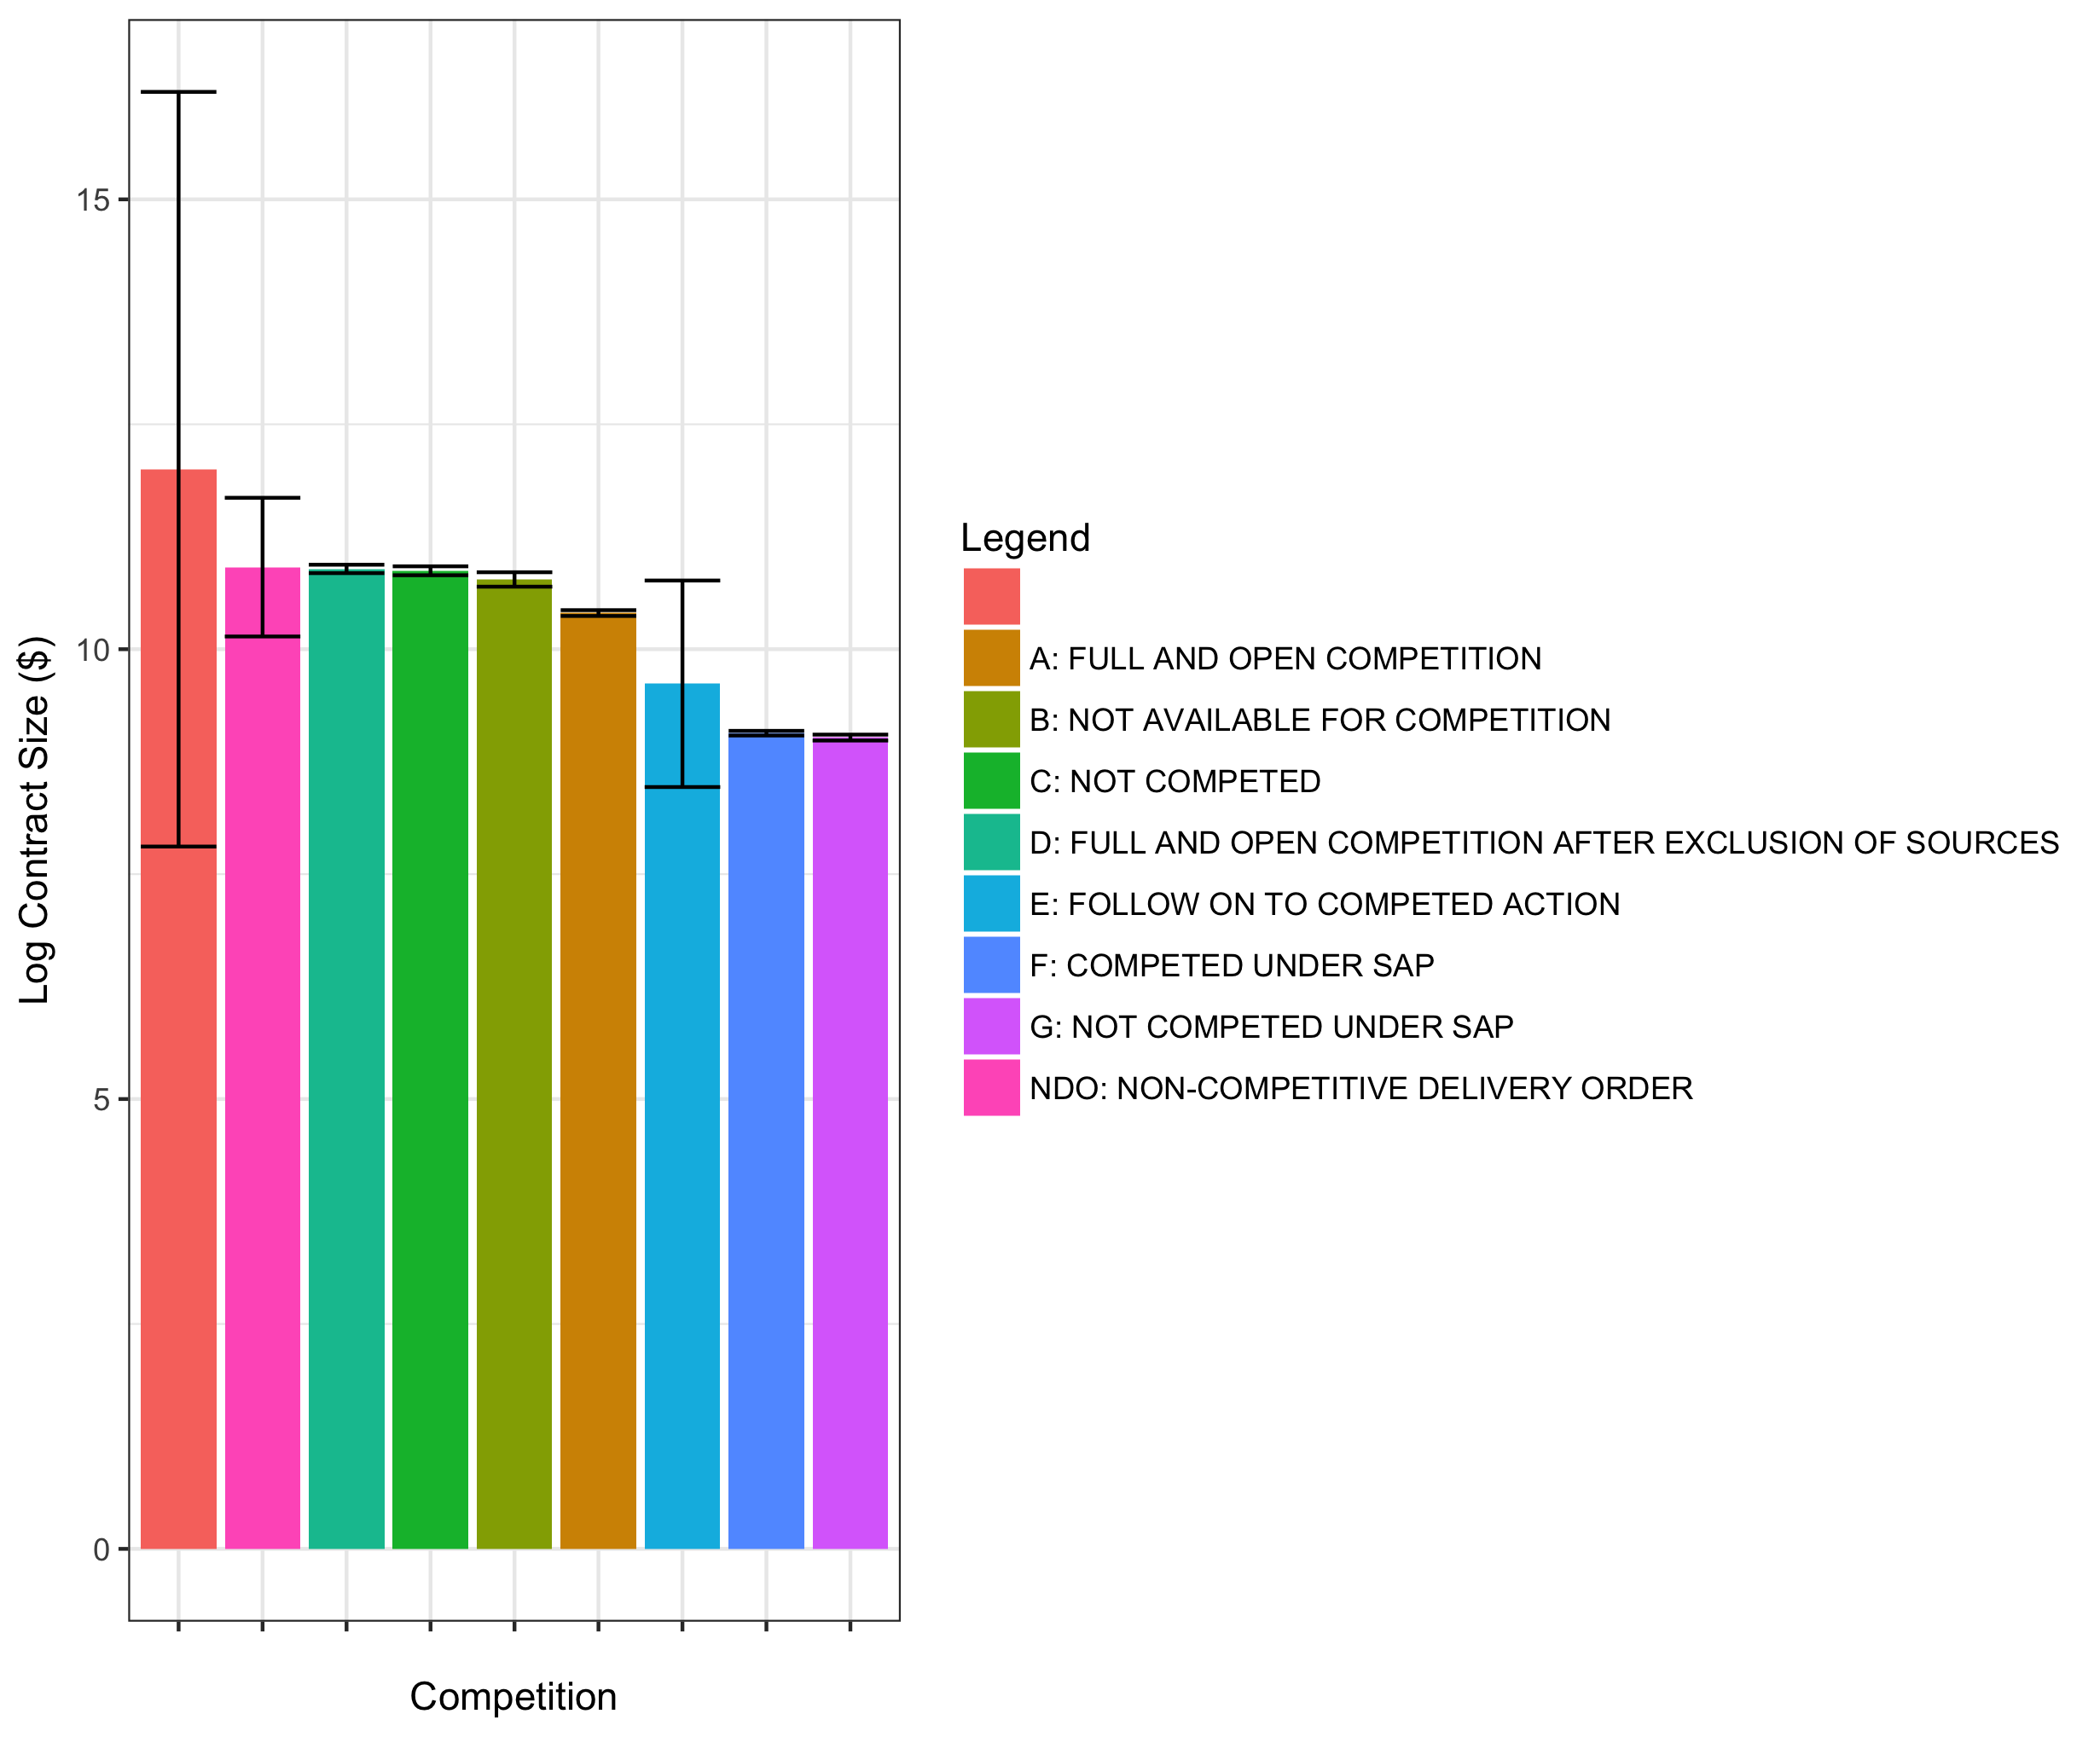 Log Contract Size ($)
15
10
5
0
Competition
Legend
A: FULL AND OPEN COMPETITION
B: NOT AVAILABLE FOR COMPETITION
C: NOT COMPETED
D: FULL AND OPEN COMPETITION AFTER EXCLUSION OF SOURCES
E: FOLLOW ON TO COMPETED ACTION
F: COMPETED UNDER SAP
G: NOT COMPETED UNDER SAP
NDO: NON-COMPETITIVE DELIVERY ORDER